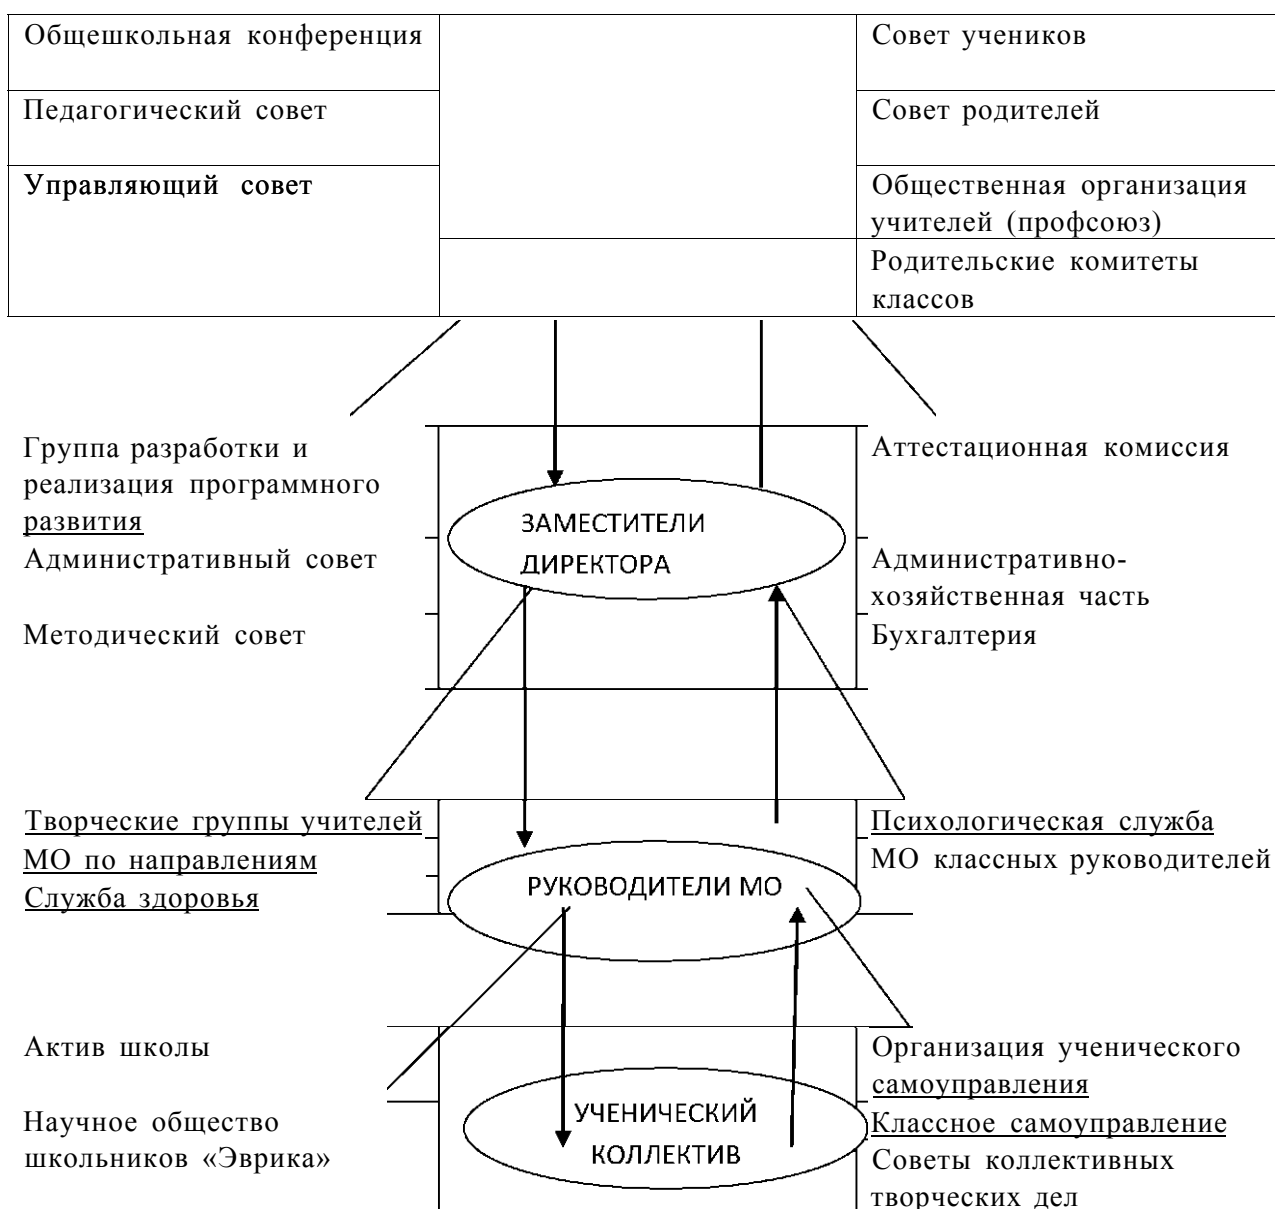 Общешкольная конференция
Совет учеников
Педагогический совет
Совет родителей
Управляющий совет
Общественная организация
учителей (профсоюз)
Родительские комитеты
классов
Группа разработки и
реализация программного
развития
Аттестационная комиссия
ЗАМЕСТИТЕЛИ
ДИРЕКТОРА
Административный совет
Административно-
хозяйственная часть
Методический совет
Бухгалтерия
Творческие группы учителей
МО по направлениям
Служба здоровья
РУКОВОДИТЕЛИ МО
Психологическая служба
МО классных руководителей
Актив школы
Научное общество
школьников «Эврика»
УЧЕНИЧЕСКИЙ
КОЛЛЕКТИВ
Организация ученического
самоуправления
Классное самоуправление
Советы коллективных
творческих дел